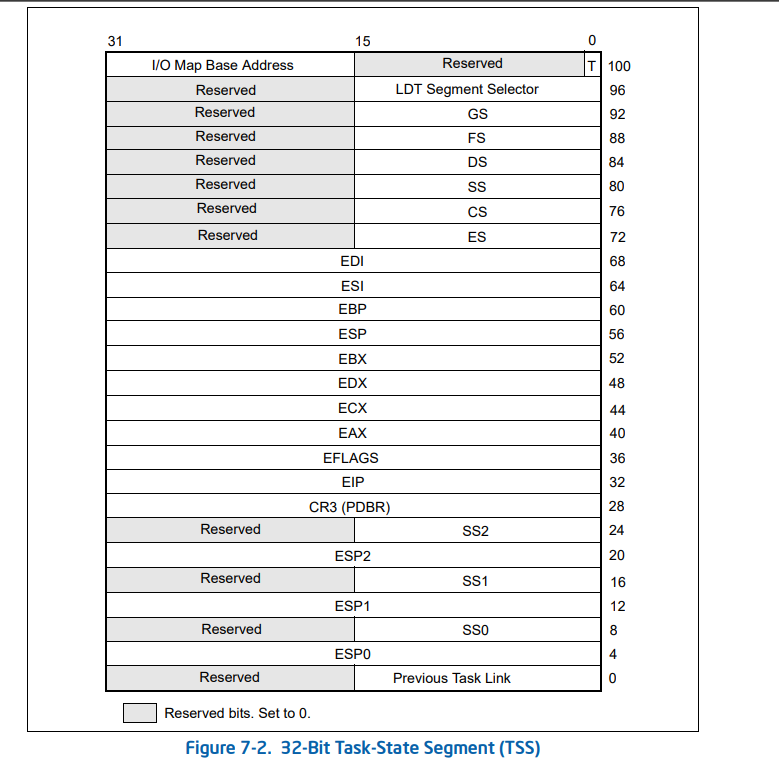 31 15 0
I/O Map Base Address Reserved T 100
Reserved LDT Segment Selector 96
Reserved GS 92
Reserved FS 88
Reserved DS 84
Reserved SS 80
Reserved CS 76
Reserved ES 72
EDI 68
ESI 64
EBP 60
ESP 56
EBX 52
EDX 48
ECX 44
EAX 40
EFLAGS 36
EIP 32
CR3 (PDBR) 28
Reserved SS2 24
ESP2 20
Reserved SS1 16
ESP1 12
Reserved SS0 8
ESP0 4
Reserved Previous Task Link 0
Reserved bits. Set to 0.
Figure 7-2. 32-Bit Task-State Segment (TSS)